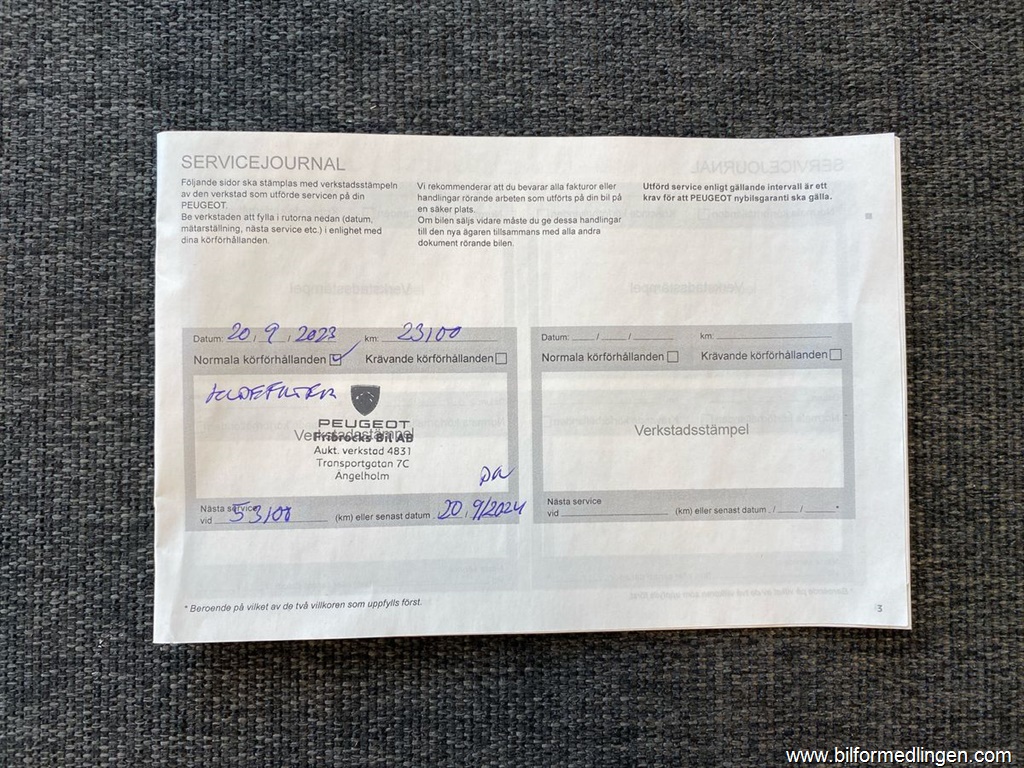 SERVICEJOURNAL
Följande sidor ska stämplas med verkstadsstämpeln
av den verkstad som utförde servicen på din
PEUGEOT.
Be verkstaden att fylla i rutorna nedan (datum,
mätarställning, nästa service etc.) i enlighet med
dina körförhållanden.
Vi rekommenderar att du bevarar alla fakturor eller
handlingar rörande arbeten som utförts på din bil på
en säker plats.
Om bilen säljs vidare måste du ge dessa handlingar
till den nya ägaren tillsammans med alla andra
dokument rörande bilen.
Utförd service enligt gällande intervall är ett
krav för att PEUGEOT nybilsgaranti ska gälla.
Datum: 20 / 9 / 2023 km: 23100
Normala körförhållanden Krävande körförhållanden
PEUGEOT
Verkstadsstämpel
Bil AB
Aukt. verkstad 4831
Transportgatan 7C
Ängelholm
Nästa service
vid 53100 (km) eller senast datum 20 / 9/2024
Datum: / / km:
Normala körförhållanden Krävande körförhållanden
Verkstadsstämpel
Nästa service
vid (km) eller senast datum / / *
* Beroende på vilket av de två villkoren som uppfylls först.
3
www.bilformedlingen.com